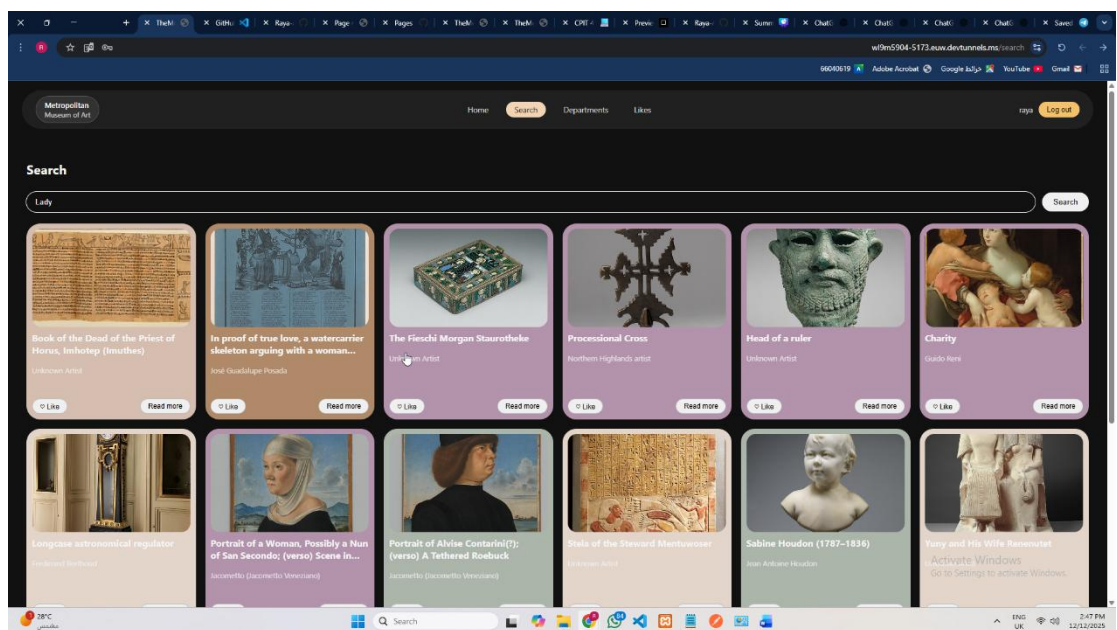 TheM
GitHu
Raya-
Page
Pages
TheM
TheM
CPIT-
Previe
Raya-
Summ
ChatG
ChatG
ChatG
ChatG
Saved
wl9m5904-5173.euw.devtunnels.ms/search
66040619
Adobe Acrobat
Google خرائط
YouTube
Gmail
Metropolitan
Museum of Art
Home
Search
Departments
Likes
raya
Log out
Search
Lady
Search
Book of the Dead of the Priest of
Horus, Imhotep (Imuthes)
Unknown Artist
♡ Like
Read more
In proof of true love, a watercarrier
skeleton arguing with a woman...
José Guadalupe Posada
♡ Like
Read more
The Fieschi Morgan Staurotheke
Unknown Artist
♡ Like
Read more
Processional Cross
Northern Highlands artist
♡ Like
Read more
Head of a ruler
Unknown Artist
♡ Like
Read more
Charity
Guido Reni
♡ Like
Read more
Longcase astronomical regulator
Ferdinand Berthoud
Portrait of a Woman, Possibly a Nun
of San Secondo; (verso) Scene in...
Jacometto (Jacometto Veneziano)
Portrait of Alvise Contarini(?);
(verso) A Tethered Roebuck
Jacometto (Jacometto Veneziano)
Stela of the Steward Mentuwoser
Unknown Artist
Sabine Houdon (1787–1836)
Jean Antoine Houdon
Yuny and His Wife Renenutet
Activate Windows
Go to Settings to activate Windows.
28°C
مشمس
Search
ENG
UK
2:47 PM
12/12/2025